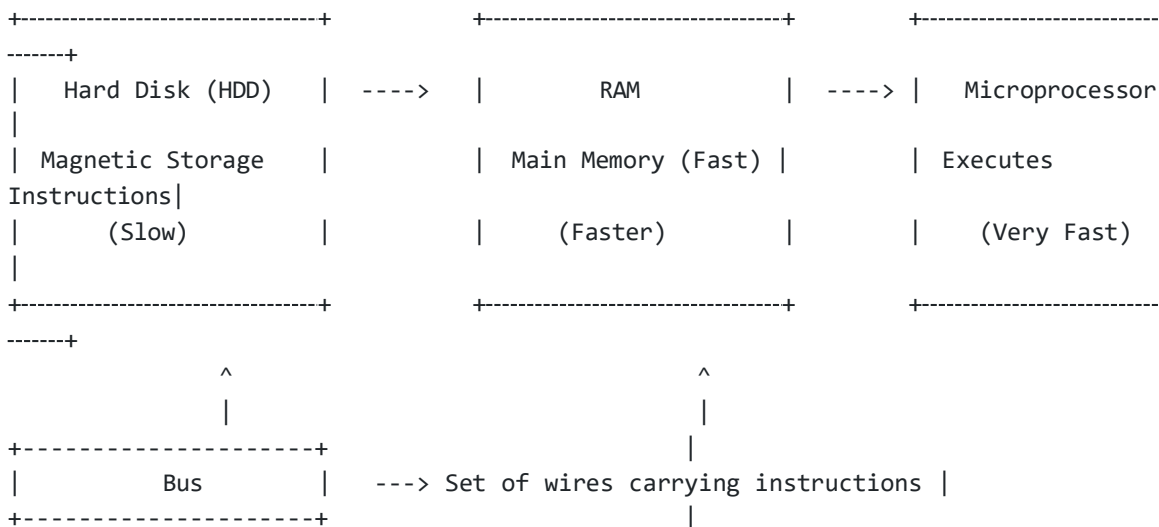 +-------------------------------------+ +-------------------------------------+ +-----------------------------
-------+
| Hard Disk (HDD) | ----> | RAM | ----> | Microprocessor
|
| Magnetic Storage | | Main Memory (Fast) | | Executes
Instructions|
| (Slow) | | (Faster) | | (Very Fast)
|
+-------------------------------------+ +-------------------------------------+ +-----------------------------
-------+
^ ^
| |
+---------------------+ |
| Bus | ---> Set of wires carrying instructions |
+---------------------+ |